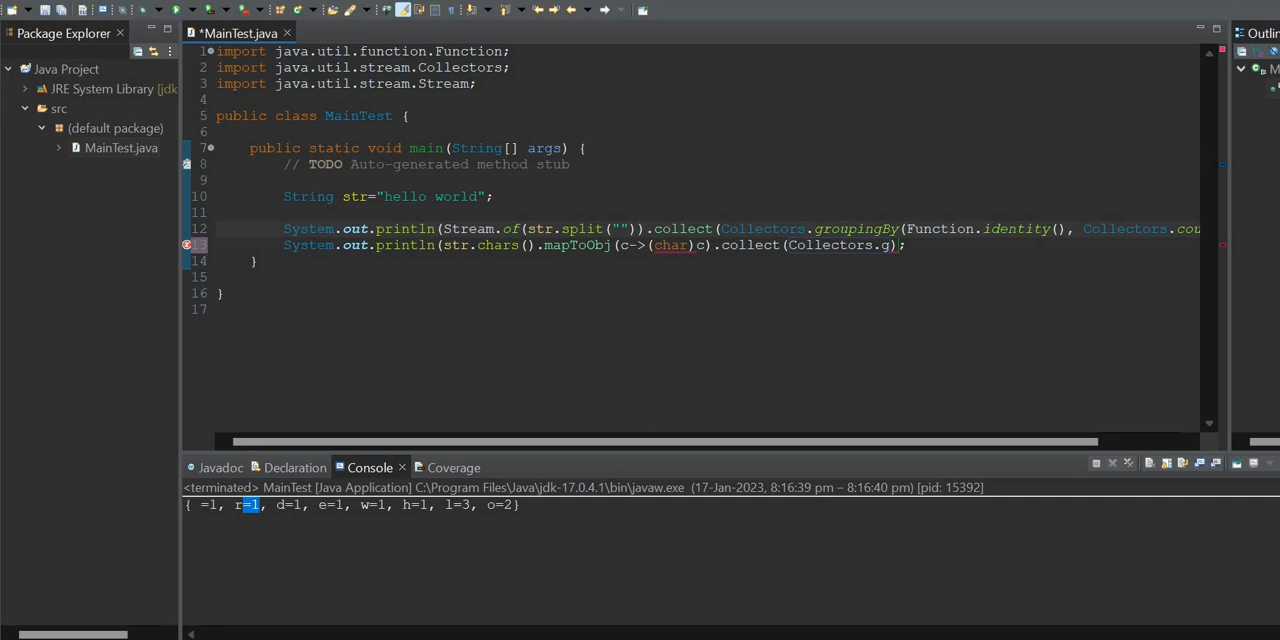 Package Explorer
*MainTest.java
Outlin
Java Project
JRE System Library [jdk
src
(default package)
MainTest.java
1 import java.util.function.Function;
2 import java.util.stream.Collectors;
3 import java.util.stream.Stream;
4
5 public class MainTest {
6
7 public static void main(String[] args) {
8 // TODO Auto-generated method stub
9
10 String str="hello world";
11
12 System.out.println(Stream.of(str.split("")).collect(Collectors.groupingBy(Function.identity(), Collectors.cou
13 System.out.println(str.chars().mapToObj(c->(char)c).collect(Collectors.g);
14 }
15
16 }
17
M
Javadoc Declaration Console Coverage
<terminated> MainTest [Java Application] C:\Program Files\Java\jdk-17.0.4.1\bin\javaw.exe (17-Jan-2023, 8:16:39 pm – 8:16:40 pm) [pid: 15392]
{ =1, r=1, d=1, e=1, w=1, h=1, l=3, o=2}